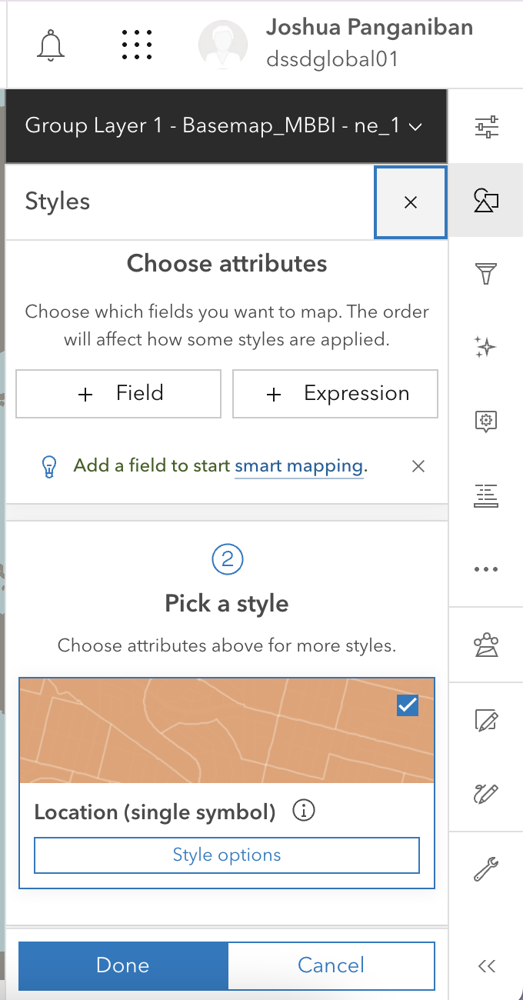 Joshua Panganiban
dssdglobal01
Group Layer 1 - Basemap_MBBI - ne_1
Styles
Choose attributes
Choose which fields you want to map. The order
will affect how some styles are applied.
+ Field
+ Expression
Add a field to start smart mapping.
2
Pick a style
Choose attributes above for more styles.
Location (single symbol)
Style options
Done
Cancel